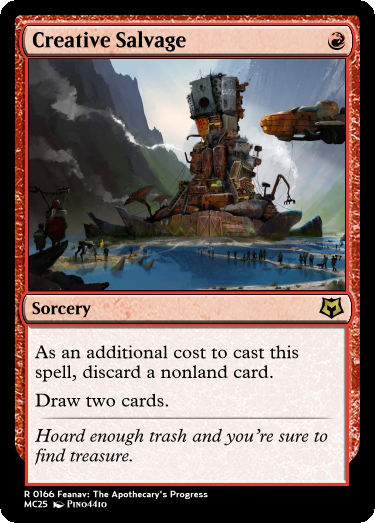 Creative Salvage
Sorcery
As an additional cost to cast this
spell, discard a nonland card.
Draw two cards.
Hoard enough trash and you're sure to
find treasure.
R 0166 Feanav: The Apothecary's Progress
MC25 Pino4410